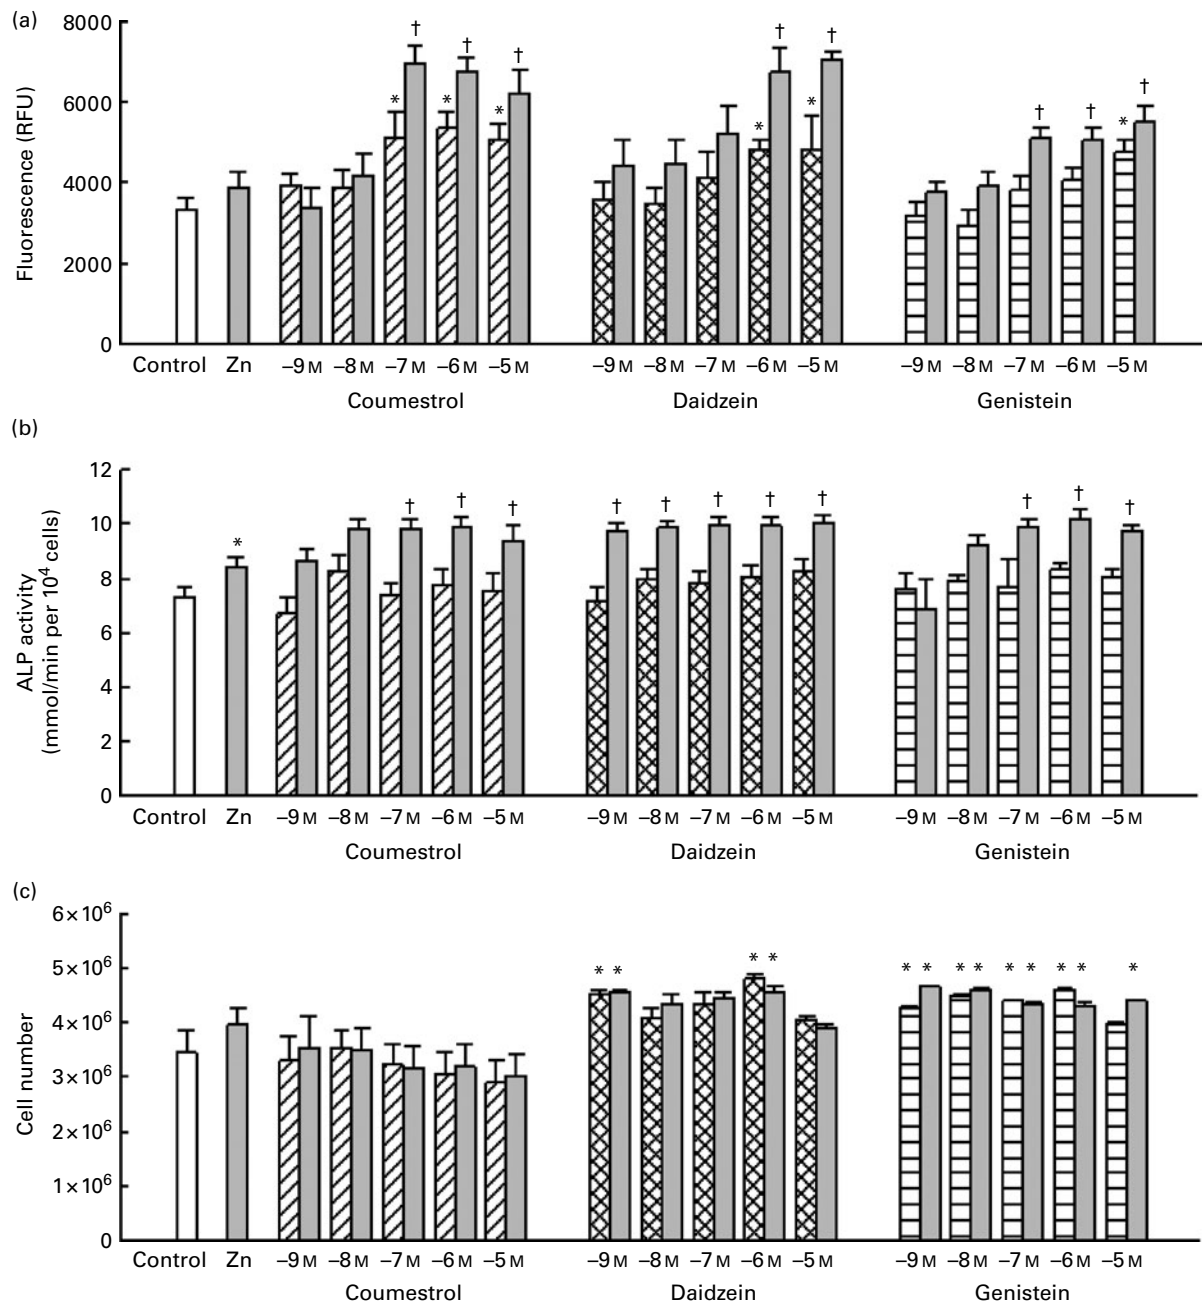 (a)
8000
6000
4000
2000
0
Fluorescence (RFU)
* † * † * †
† * † * †
† † * †
Control Zn –9 M –8 M –7 M –6 M –5 M –9 M –8 M –7 M –6 M –5 M –9 M –8 M –7 M –6 M –5 M
Coumestrol Daidzein Genistein
(b)
12
10
8
6
4
2
0
ALP activity
(mmol/min per 10⁴ cells)
* † † † † † † † † † † †
Control Zn –9 M –8 M –7 M –6 M –5 M –9 M –8 M –7 M –6 M –5 M –9 M –8 M –7 M –6 M –5 M
Coumestrol Daidzein Genistein
(c)
6×10⁶
5×10⁶
4×10⁶
3×10⁶
2×10⁶
1×10⁶
0
Cell number
* * * * * * * * * * * * *
Control Zn –9 M –8 M –7 M –6 M –5 M –9 M –8 M –7 M –6 M –5 M –9 M –8 M –7 M –6 M –5 M
Coumestrol Daidzein Genistein